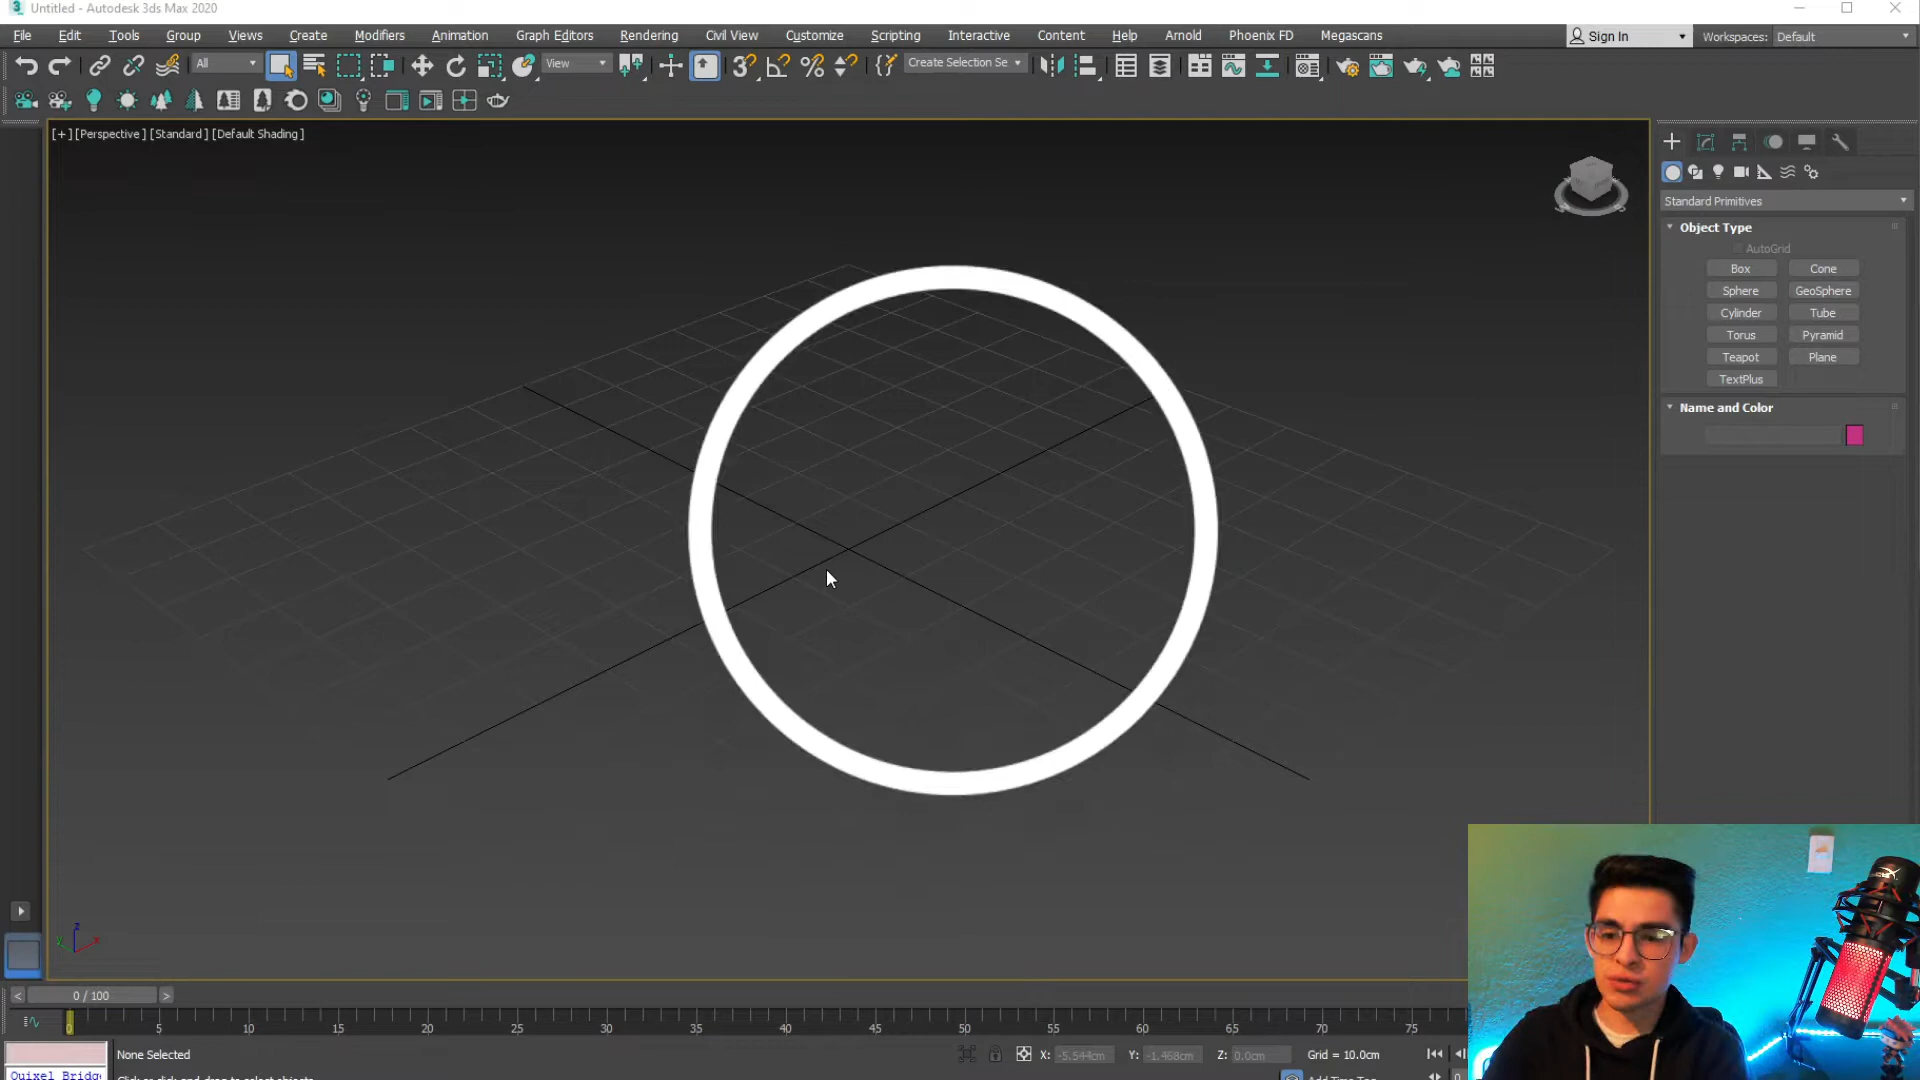 Untitled - Autodesk 3ds Max 2020
File Edit Tools Group Views Create Modifiers Animation Graph Editors Rendering Civil View Customize Scripting Interactive Content Help Arnold Phoenix FD Megascans Sign In Workspaces: Default
All View Create Selection Se
[+] [Perspective ] [Standard ] [Default Shading ]
Standard Primitives
Object Type
AutoGrid
Box Cone
Sphere GeoSphere
Cylinder Tube
Torus Pyramid
Teapot Plane
TextPlus
Name and Color
z
y x
< 0 / 100 >
0 5 10 15 20 25 30 35 40 45 50 55 60 65 70 75
None Selected X: -5.544cm Y: -1.468cm Z: 0.0cm Grid = 10.0cm
Quixel Bridge Click or click-and-drag to select objects Add Time Tag 0